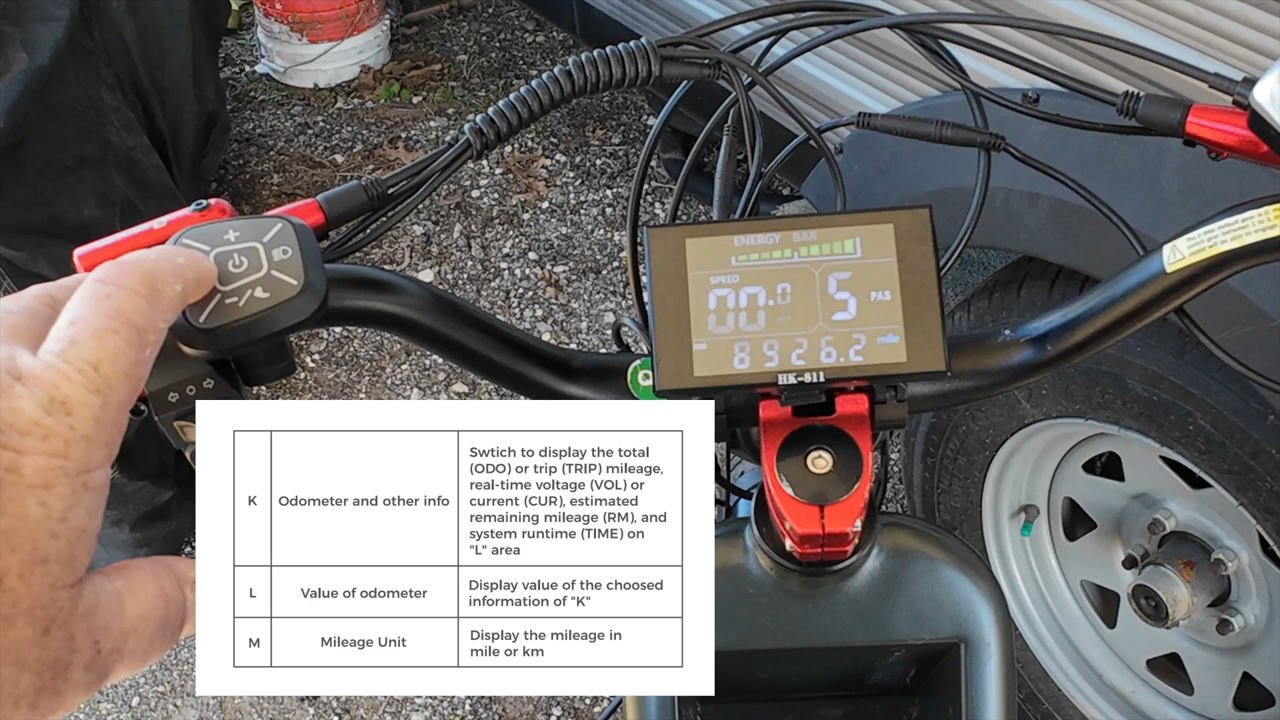 ENERGY BAR
SPEED
00.0
5 PAS
8926.2 mile
HK-811
K
Odometer and other info
Swtich to display the total
(ODO) or trip (TRIP) mileage,
real-time voltage (VOL) or
current (CUR), estimated
remaining mileage (RM), and
system runtime (TIME) on
"L" area
L
Value of odometer
Display value of the choosed
information of "K"
M
Mileage Unit
Display the mileage in
mile or km